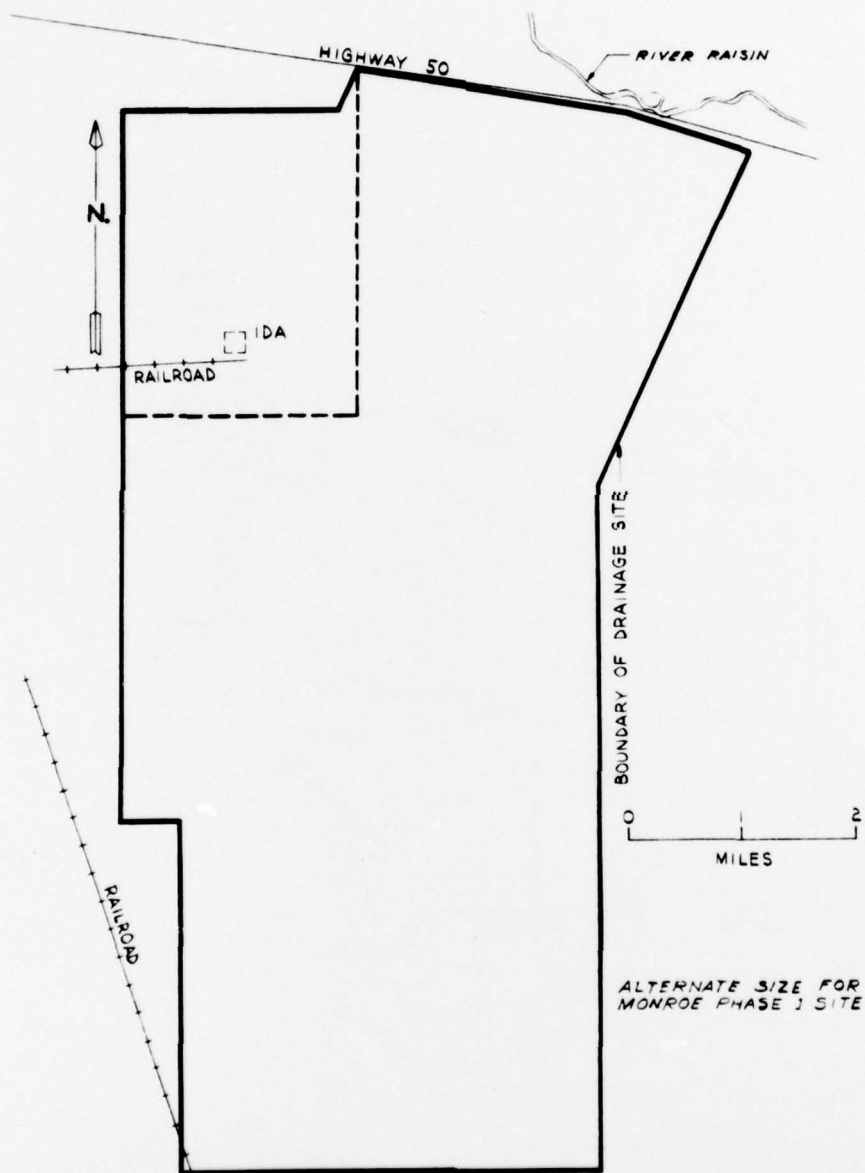 HIGHWAY 50
RIVER RAISIN
N.
IDA
RAILROAD
BOUNDARY OF DRAINAGE SITE
0 1 2
MILES
RAILROAD
ALTERNATE SIZE FOR
MONROE PHASE 1 SITE